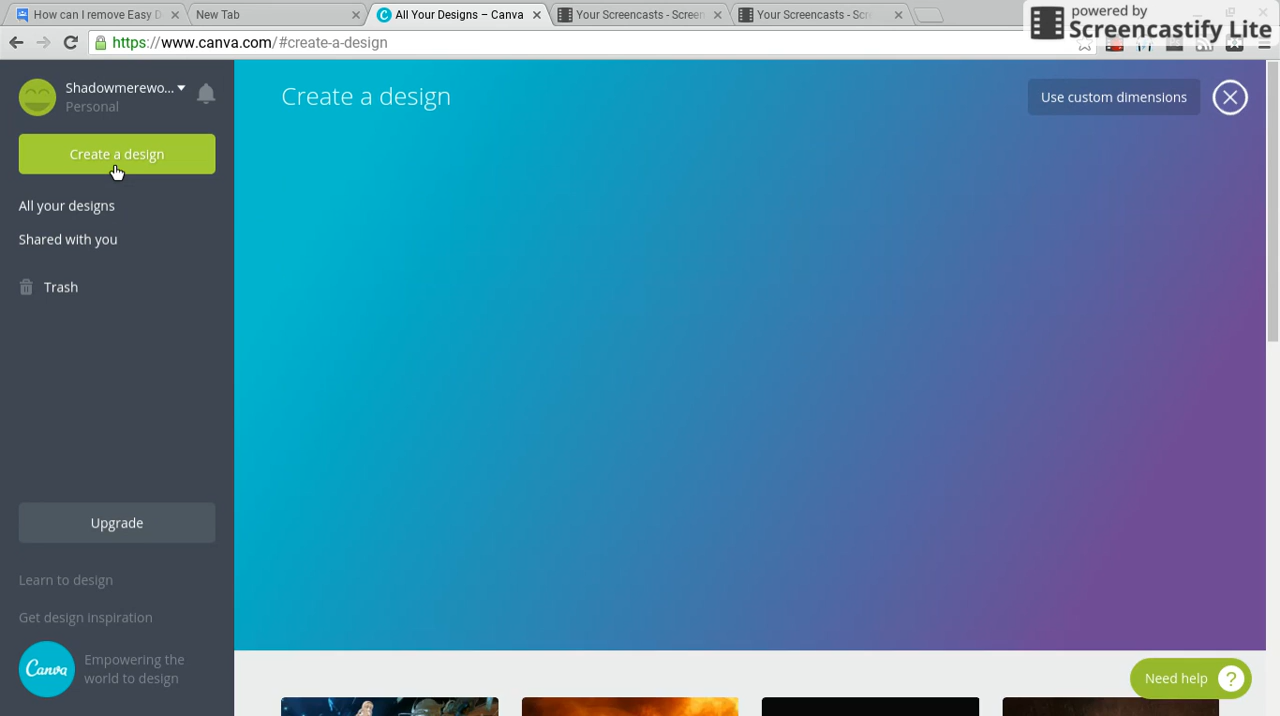 How can I remove Easy D
New Tab
All Your Designs – Canva
Your Screencasts - Screen
Your Screencasts - Scr
powered by
Screencastify Lite
https://www.canva.com/#create-a-design
Shadowmerewo...
Personal
Create a design
All your designs
Shared with you
Trash
Upgrade
Learn to design
Get design inspiration
Canva
Empowering the
world to design
Create a design
Use custom dimensions
Need help ?